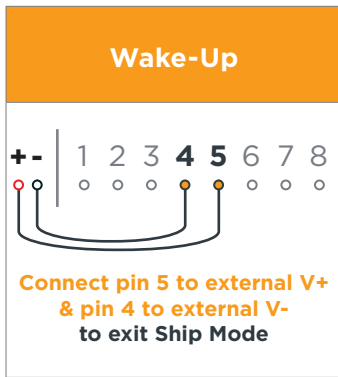 Wake-Up
+ - 1 2 3 4 5 6 7 8
Connect pin 5 to external V+
& pin 4 to external V-
to exit Ship Mode